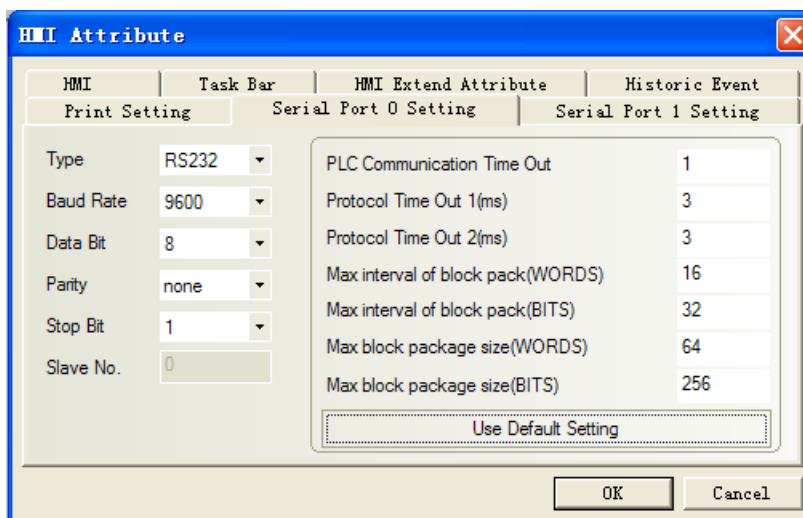 HMI Attribute
HMI Task Bar HMI Extend Attribute Historic Event
Print Setting Serial Port 0 Setting Serial Port 1 Setting
Type RS232
Baud Rate 9600
Data Bit 8
Parity none
Stop Bit 1
Slave No. 0
PLC Communication Time Out 1
Protocol Time Out 1(ms) 3
Protocol Time Out 2(ms) 3
Max interval of block pack(WORDS) 16
Max interval of block pack(BITS) 32
Max block package size(WORDS) 64
Max block package size(BITS) 256
Use Default Setting
OK Cancel